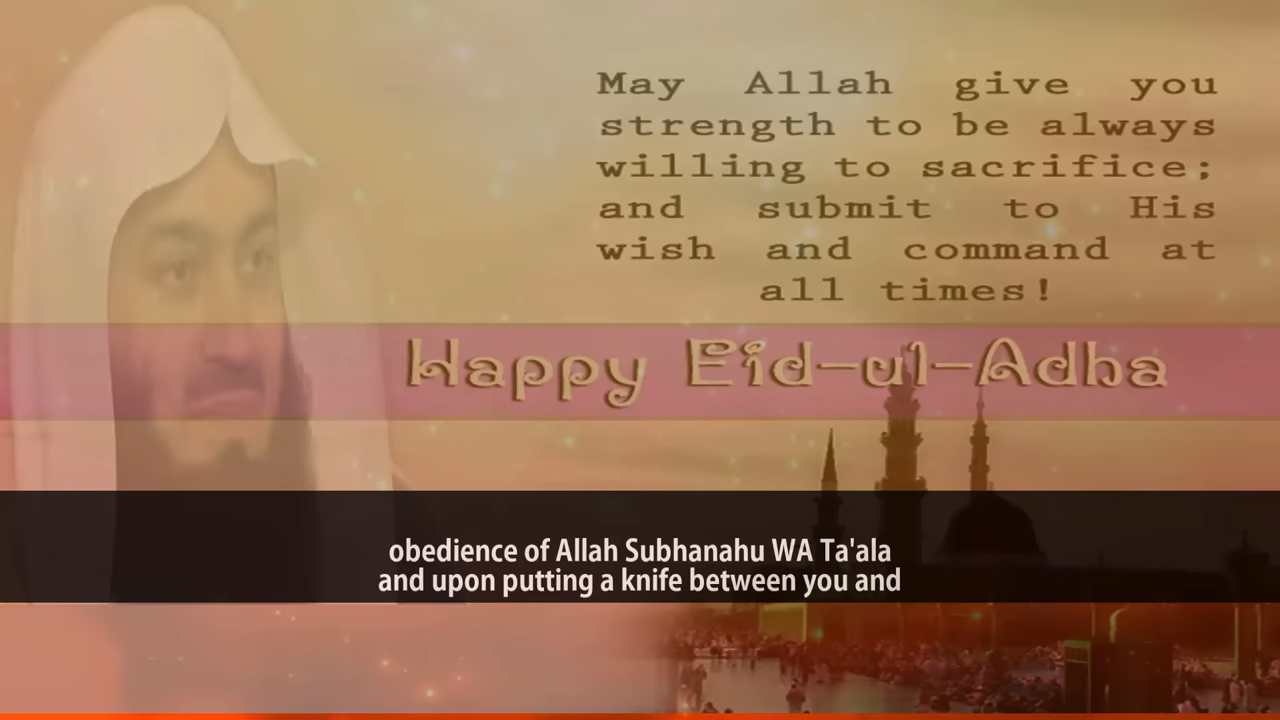 May Allah give you
strength to be always
willing to sacrifice;
and submit to His
wish and command at
all times!
Happy Eid-ul-Adha
obedience of Allah Subhanahu WA Ta'ala
and upon putting a knife between you and